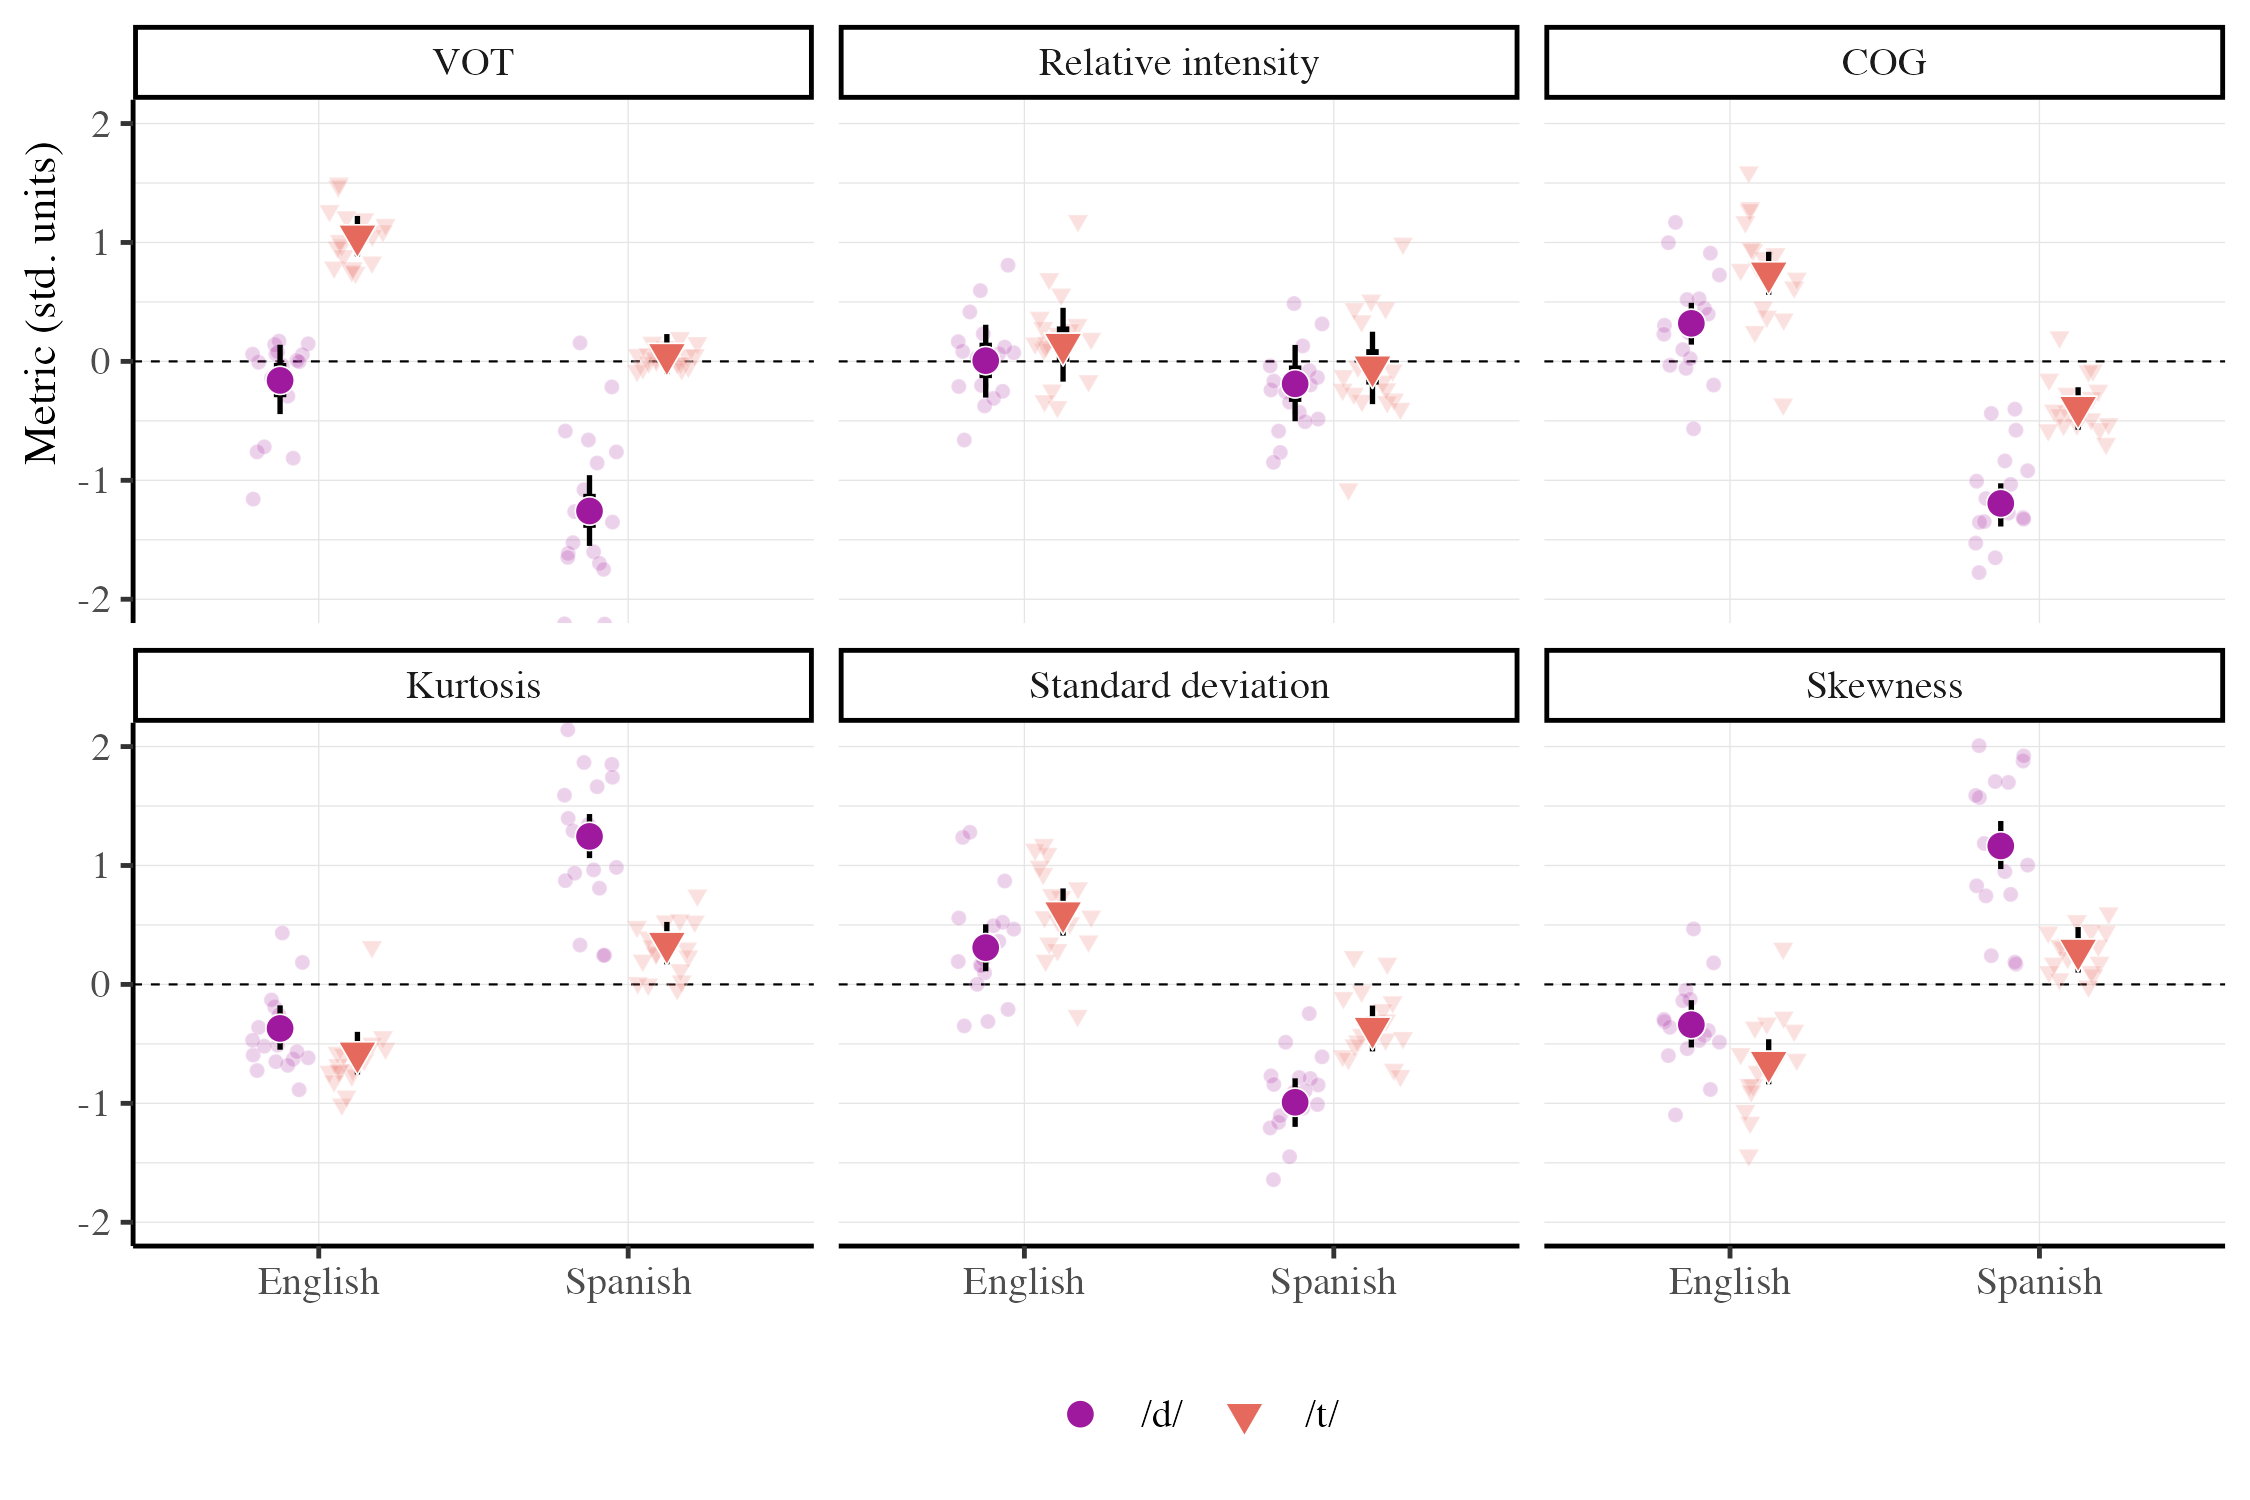 VOT
Relative intensity
COG
Metric (std. units)
2
1
0
-1
-2
Kurtosis
Standard deviation
Skewness
2
1
0
-1
-2
English
Spanish
English
Spanish
English
Spanish
/d/
/t/